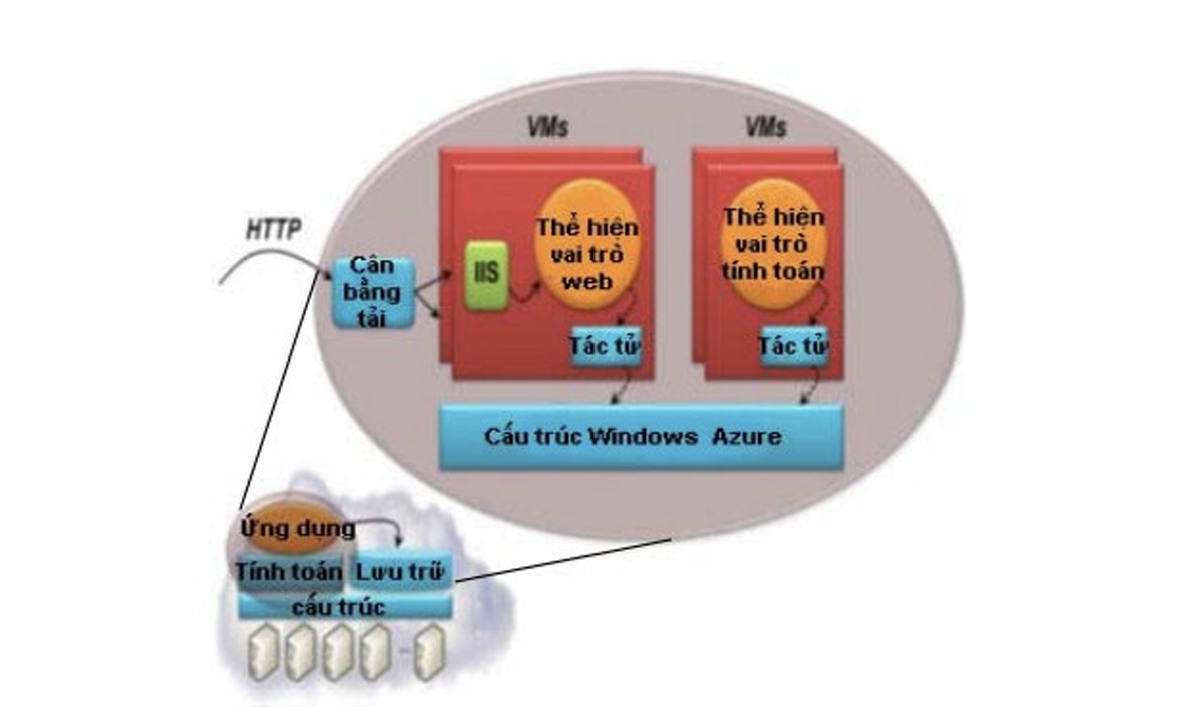 VMs
VMs
HTTP
Cân
bằng
tải
IIS
Thể hiện
vai trò
web
Tác tử
Thể hiện
vai trò
tính toán
Tác tử
Cấu trúc Windows Azure
Ứng dụng
Tính toán
Lưu trữ
cấu trúc